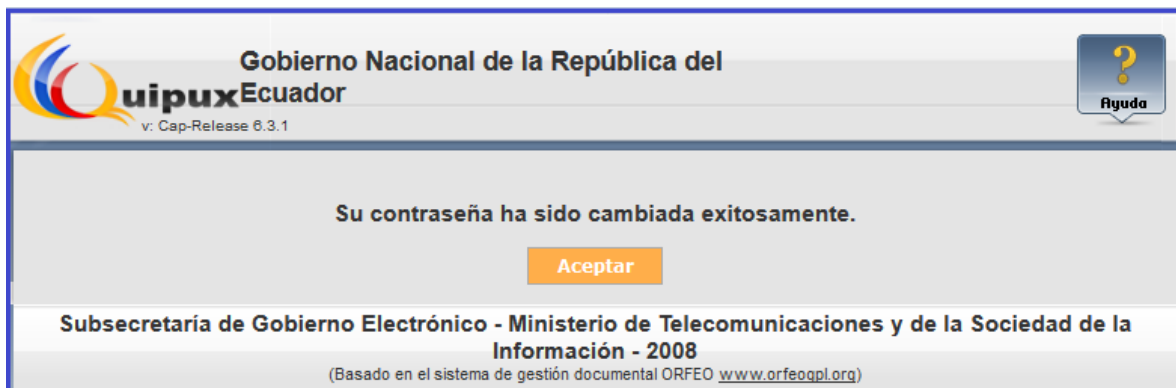 Gobierno Nacional de la República del
Quipux Ecuador
v: Cap-Release 6.3.1
?
Ayuda
Su contraseña ha sido cambiada exitosamente.
Aceptar
Subsecretaría de Gobierno Electrónico - Ministerio de Telecomunicaciones y de la Sociedad de la
Información - 2008
(Basado en el sistema de gestión documental ORFEO www.orfeogpl.org)